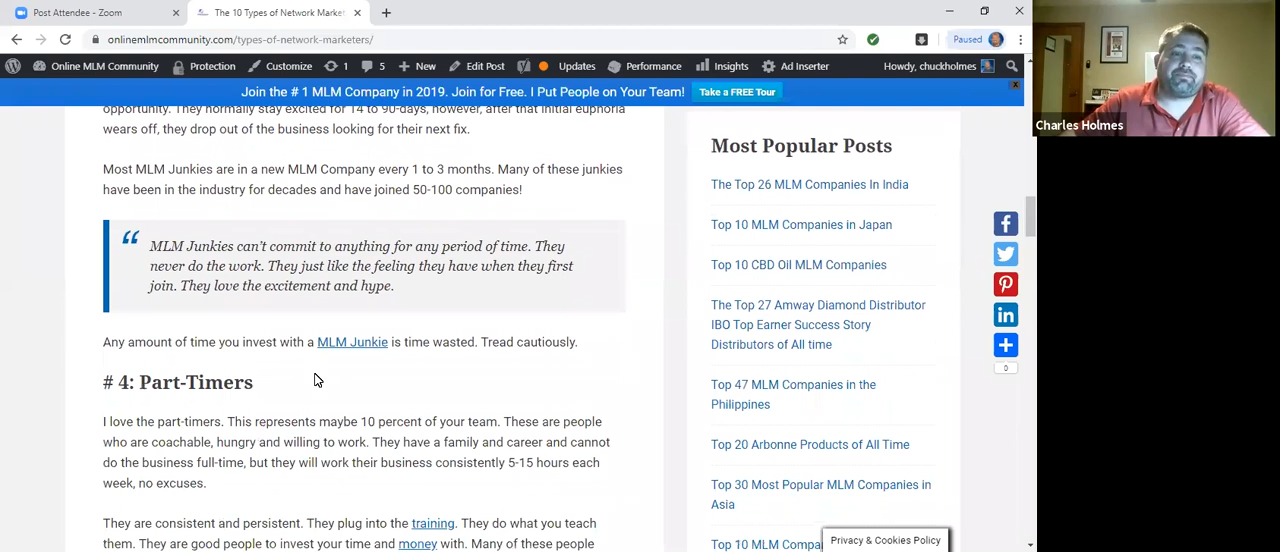 Post Attendee - Zoom
The 10 Types of Network Market
onlinemlmcommunity.com/types-of-network-marketers/
Paused
Online MLM Community
Protection
Customize
1
5
New
Edit Post
Updates
Performance
Insights
Ad Inserter
Howdy, chuckholmes
Join the # 1 MLM Company in 2019. Join for Free. I Put People on Your Team!
Take a FREE Tour
X
Charles Holmes
opportunity. They normally stay excited for 14 to 90days, however, after that initial euphoria
wears off, they drop out of the business looking for their next fix.
Most MLM Junkies are in a new MLM Company every 1 to 3 months. Many of these junkies
have been in the industry for decades and have joined 50-100 companies!
“ MLM Junkies can’t commit to anything for any period of time. They
never do the work. They just like the feeling they have when they first
join. They love the excitement and hype.
Any amount of time you invest with a MLM Junkie is time wasted. Tread cautiously.
# 4: Part-Timers
I love the part-timers. This represents maybe 10 percent of your team. These are people
who are coachable, hungry and willing to work. They have a family and career and cannot
do the business full-time, but they will work their business consistently 5-15 hours each
week, no excuses.
They are consistent and persistent. They plug into the training. They do what you teach
them. They are good people to invest your time and money with. Many of these people
Most Popular Posts
The Top 26 MLM Companies In India
Top 10 MLM Companies in Japan
Top 10 CBD Oil MLM Companies
The Top 27 Amway Diamond Distributor
IBO Top Earner Success Story
Distributors of All time
Top 47 MLM Companies in the
Philippines
Top 20 Arbonne Products of All Time
Top 30 Most Popular MLM Companies in
Asia
Top 10 MLM Compa
Privacy & Cookies Policy
0